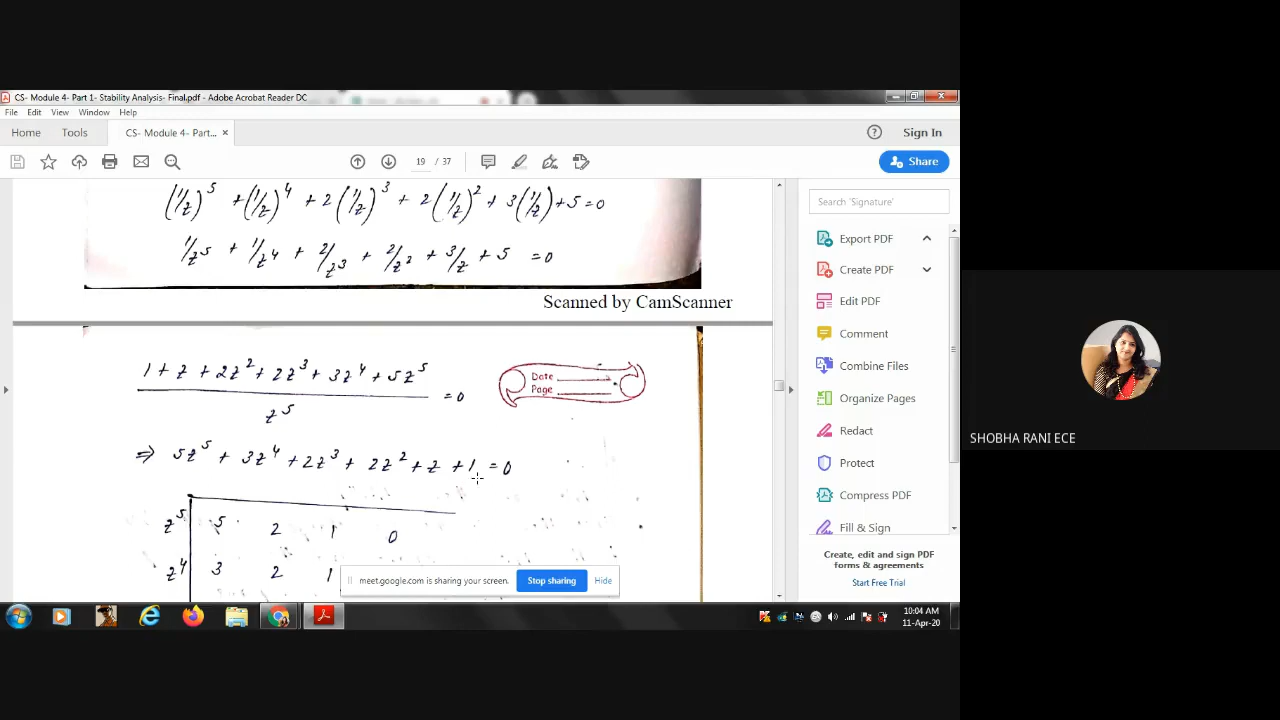 CS- Module 4- Part 1- Stability Analysis- Final.pdf - Adobe Acrobat Reader DC
File Edit View Window Help
Home Tools CS- Module 4- Part... × Sign In
19 / 37 Share
(1/z)^5 + (1/z)^4 + 2(1/z)^3 + 2(1/z)^2 + 3(1/z) + 5 = 0
1/z^5 + 1/z^4 + 2/z^3 + 2/z^2 + 3/z + 5 = 0
Scanned by CamScanner
1 + z + 2z^2 + 2z^3 + 3z^4 + 5z^5
z^5
= 0
Date
Page
⇒ 5z^5 + 3z^4 + 2z^3 + 2z^2 + z + 1 = 0
z^5 5 2 1 0
z^4 3 2 1
meet.google.com is sharing your screen. Stop sharing Hide
Search 'Signature'
Export PDF
Create PDF
Edit PDF
Comment
Combine Files
Organize Pages
Redact
Protect
Compress PDF
Fill & Sign
Create, edit and sign PDF
forms & agreements
Start Free Trial
10:04 AM
11-Apr-20
SHOBHA RANI ECE